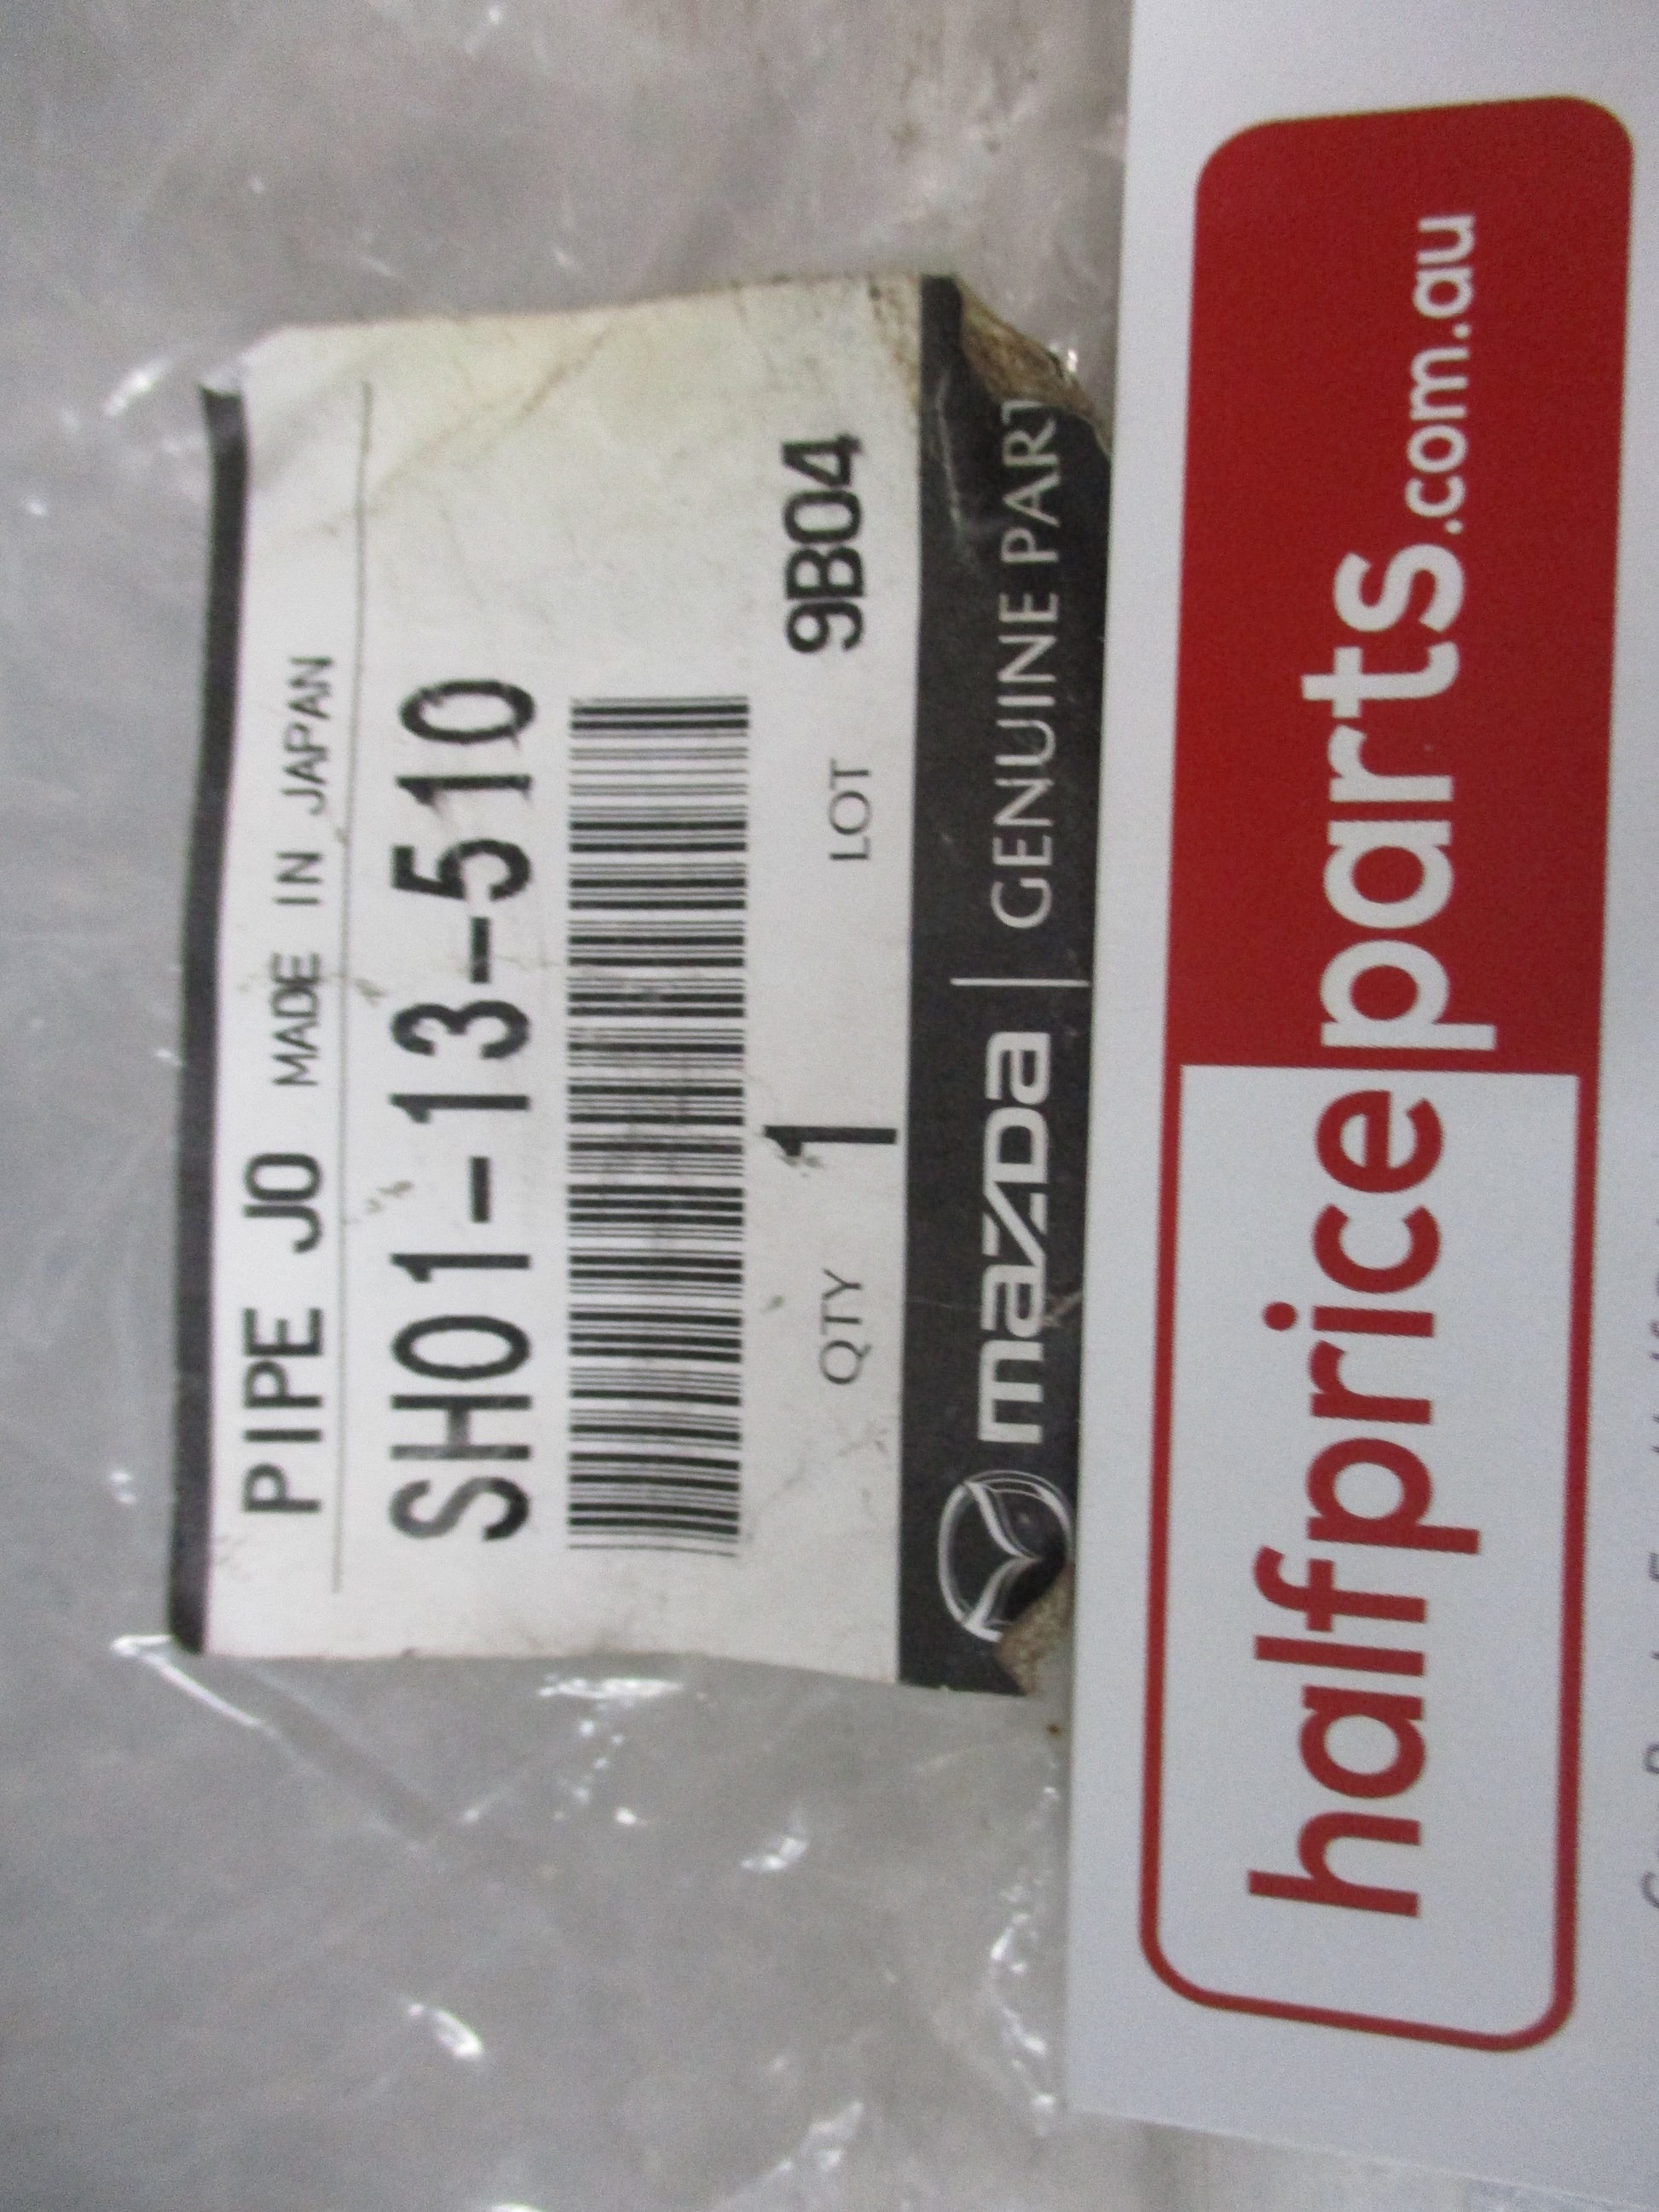 PIPE JO MADE IN JAPAN
SH01-13-510
QTY 1 LOT 9B04
mazda | GENUINE PART
halfpriceparts.com.au